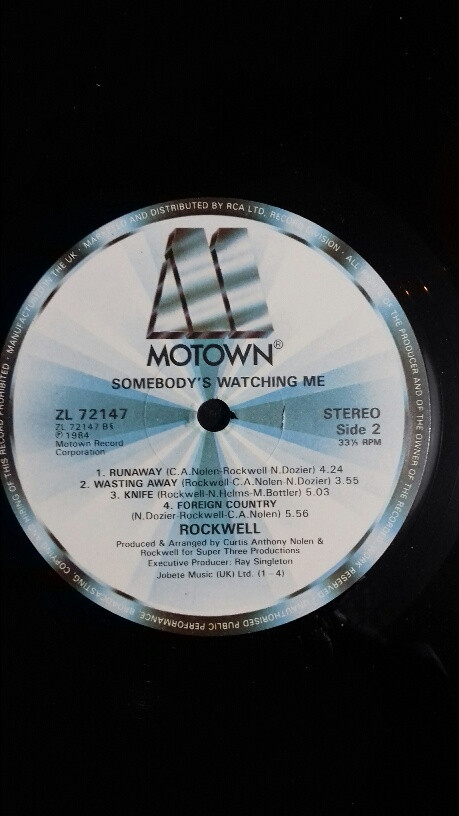 MOTOWN®
SOMEBODY'S WATCHING ME
ZL 72147
ZL 72147 BS
℗ 1984
Motown Record
Corporation
STEREO
Side 2
33⅓ RPM
1. RUNAWAY (C.A.Nolen-Rockwell N.Dozier) 4.24
2. WASTING AWAY (Rockwell C.A.Nolen-N.Dozier) 3.55
3. KNIFE (Rockwell-N.Helms-M.Bottler) 5.03
4. FOREIGN COUNTRY
(N.Dozier-Rockwell-C.A.Nolen) 5.56
ROCKWELL
Produced & Arranged by Curtis Anthony Nolen &
Rockwell for Super Three Productions
Executive Producer: Ray Singleton
Jobete Music (UK) Ltd. (1-4)
MANUFACTURED IN THE UK · MARKETED AND DISTRIBUTED BY RCA LTD. RECORD DIVISION · ALL OF THE PRODUCER AND OF THE OWNER OF THE RECORDED WORK RESERVED UNAUTHORISED PUBLIC PERFORMANCE BROADCASTING, COPYING HIRING OF THIS RECORD PROHIBITED ·